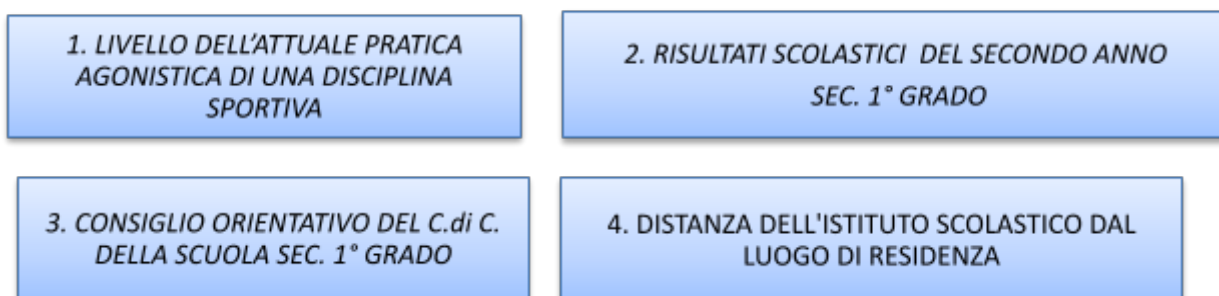 1. LIVELLO DELL'ATTUALE PRATICA
AGONISTICA DI UNA DISCIPLINA
SPORTIVA
2. RISULTATI SCOLASTICI DEL SECONDO ANNO
SEC. 1° GRADO
3. CONSIGLIO ORIENTATIVO DEL C.di C.
DELLA SCUOLA SEC. 1° GRADO
4. DISTANZA DELL'ISTITUTO SCOLASTICO DAL
LUOGO DI RESIDENZA